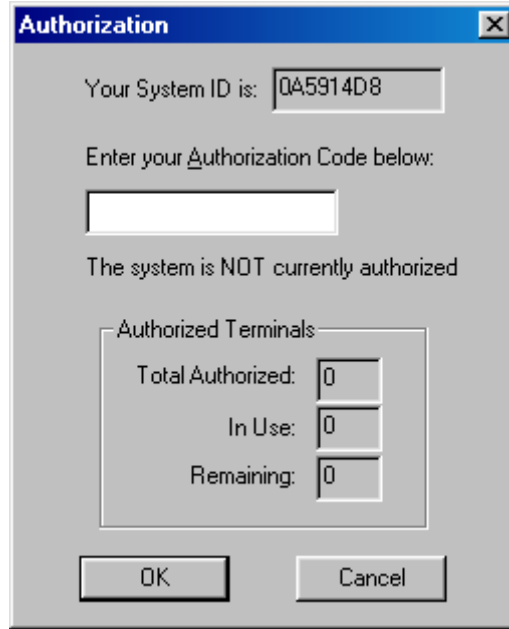 Authorization
Your System ID is: 0A5914D8
Enter your Authorization Code below:
The system is NOT currently authorized
Authorized Terminals
Total Authorized: 0
In Use: 0
Remaining: 0
OK Cancel